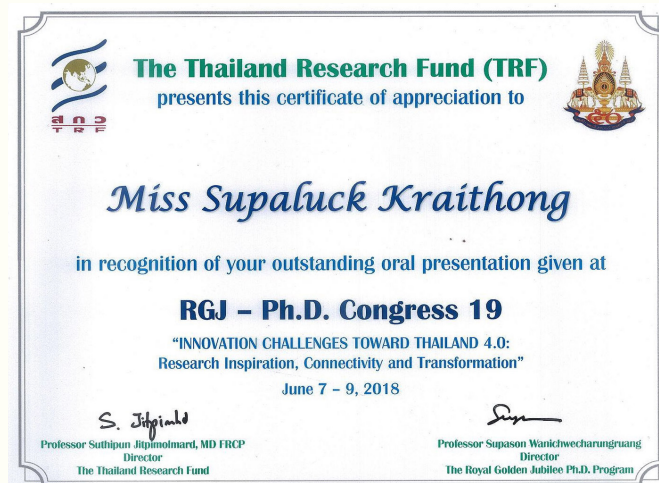 The Thailand Research Fund (TRF)
presents this certificate of appreciation to
สกว
TRF
Miss Supaluck Kraithong
in recognition of your outstanding oral presentation given at
RGJ – Ph.D. Congress 19
“INNOVATION CHALLENGES TOWARD THAILAND 4.0:
Research Inspiration, Connectivity and Transformation”
June 7 – 9, 2018
S. Jitpimolmard
Professor Suthipun Jitpimolmard, MD FRCP
Director
The Thailand Research Fund
Professor Supason Wanichwecharungruang
Director
The Royal Golden Jubilee Ph.D. Program